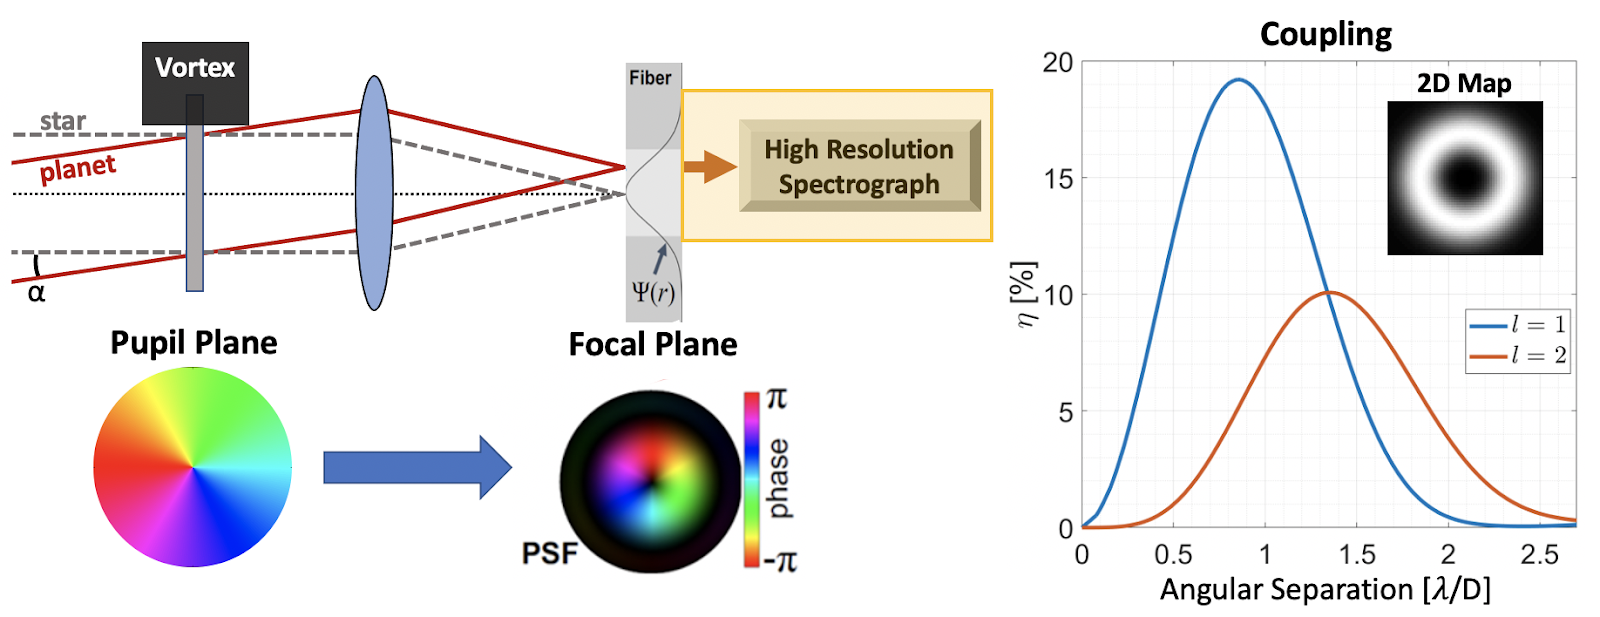 Vortex
star
planet
α
Fiber
Ψ(r)
High Resolution
Spectrograph
Pupil Plane
Focal Plane
PSF
π
phase
-π
Coupling
2D Map
η [%]
20
15
10
5
0
l = 1
l = 2
0
0.5
1
1.5
2
2.5
Angular Separation [λ/D]